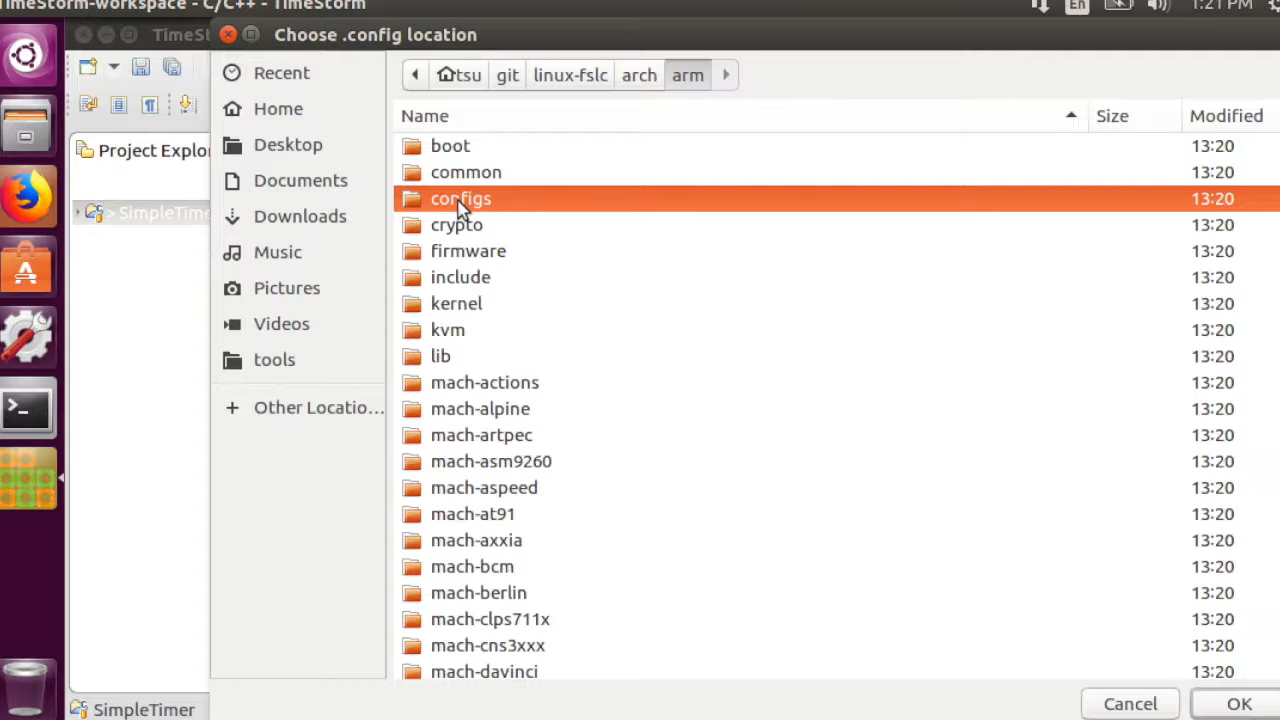 TimeStorm-workspace - C/C++ - TimeStorm
En
1:21 PM
TimeSt
Choose .config location
Recent
Home
Desktop
Documents
Downloads
Music
Pictures
Videos
tools
+ Other Locatio...
tsu git linux-fslc arch arm
Name Size Modified
boot 13:20
common 13:20
configs 13:20
crypto 13:20
firmware 13:20
include 13:20
kernel 13:20
kvm 13:20
lib 13:20
mach-actions 13:20
mach-alpine 13:20
mach-artpec 13:20
mach-asm9260 13:20
mach-aspeed 13:20
mach-at91 13:20
mach-axxia 13:20
mach-bcm 13:20
mach-berlin 13:20
mach-clps711x 13:20
mach-cns3xxx 13:20
mach-davinci 13:20
Project Explor
> SimpleTime
SimpleTimer
Cancel
OK